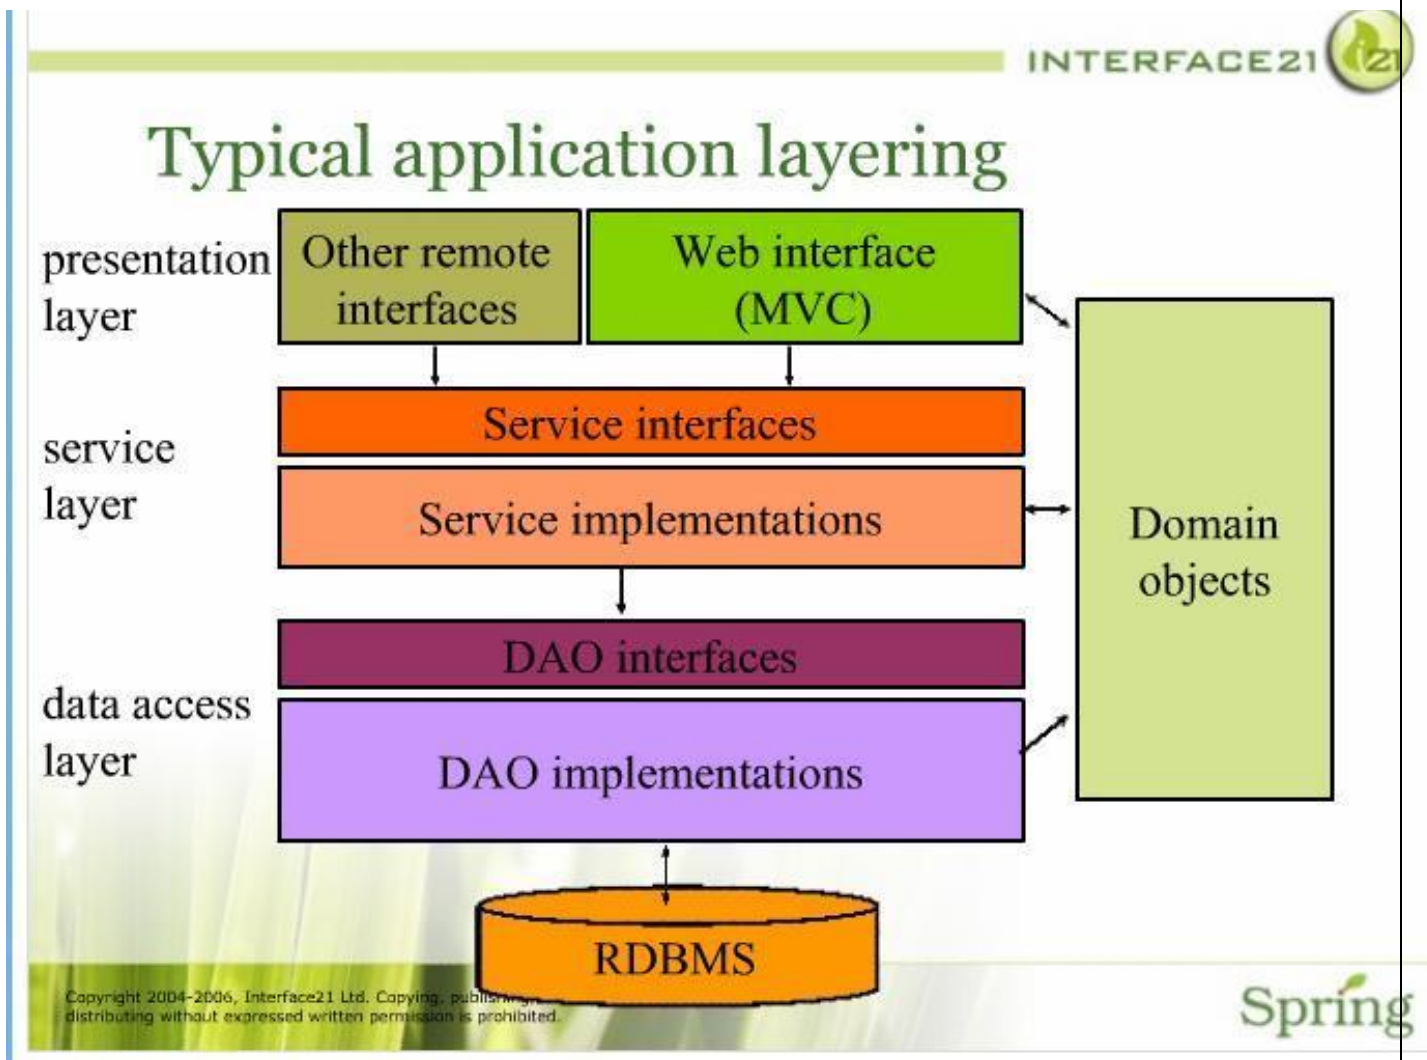 INTERFACE21
i21
Typical application layering
presentation
layer
Other remote
interfaces
Web interface
(MVC)
service
layer
Service interfaces
Service implementations
Domain
objects
data access
layer
DAO interfaces
DAO implementations
RDBMS
Copyright 2004-2006, Interface21 Ltd. Copying, publishing,
distributing without expressed written permission is prohibited.
Spring